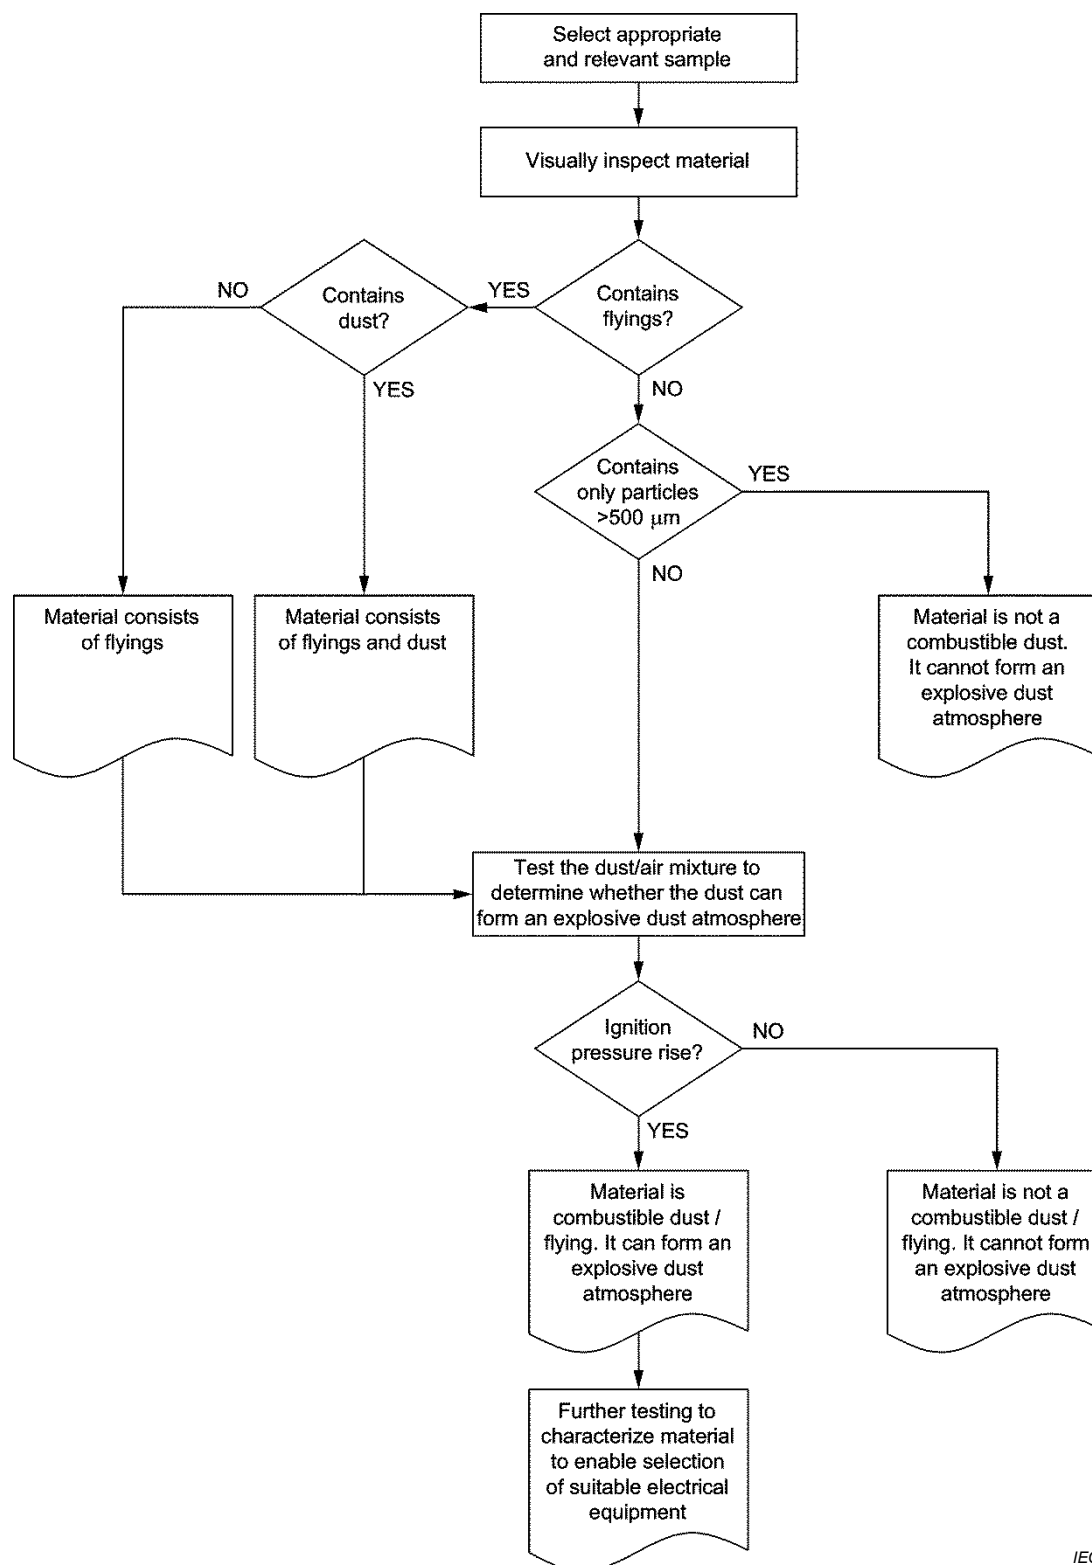 Select appropriate
and relevant sample
Visually inspect material
NO
Contains
dust?
YES
Contains
flyings?
YES
NO
Contains
only particles
>500 μm
YES
NO
Material consists
of flyings
Material consists
of flyings and dust
Material is not a
combustible dust.
It cannot form an
explosive dust
atmosphere
Test the dust/air mixture to
determine whether the dust can
form an explosive dust atmosphere
Ignition
pressure rise?
NO
YES
Material is
combustible dust /
flying. It can form an
explosive dust
atmosphere
Material is not a
combustible dust /
flying. It cannot form
an explosive dust
atmosphere
Further testing to
characterize material
to enable selection
of suitable electrical
equipment